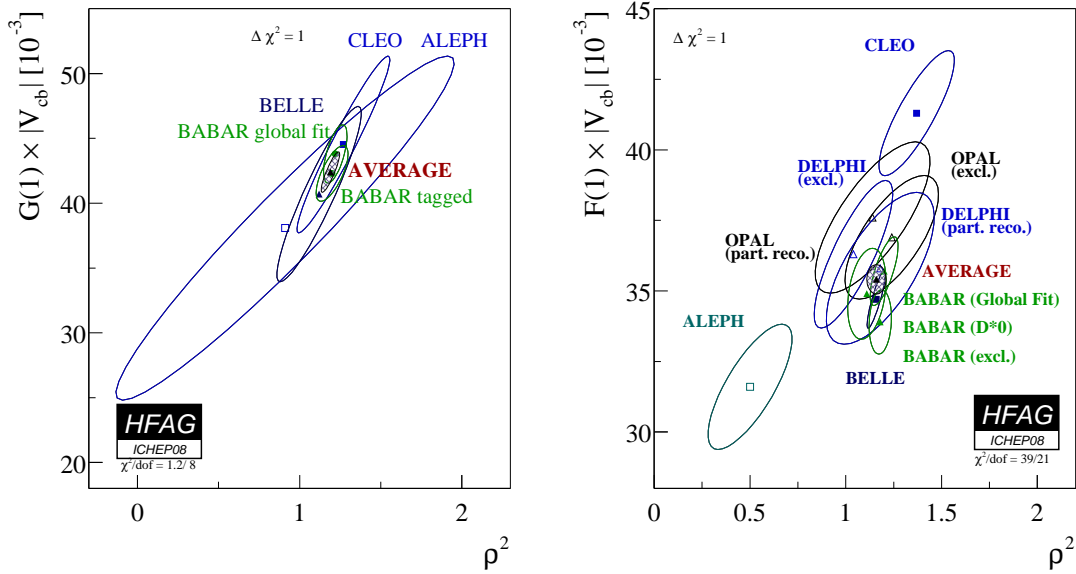 G(1) × |V_cb| [10^-3]
50
40
30
20
Δ χ² = 1
CLEO
ALEPH
BELLE
BABAR global fit
AVERAGE
BABAR tagged
HFAG
ICHEP08
χ²/dof = 1.2/ 8
0
1
2
ρ²
F(1) × |V_cb| [10^-3]
45
40
35
30
Δ χ² = 1
CLEO
OPAL
(excl.)
DELPHI
(excl.)
DELPHI
(part. reco.)
OPAL
(part. reco.)
AVERAGE
BABAR (Global Fit)
BABAR (D*0)
BABAR (excl.)
ALEPH
BELLE
HFAG
ICHEP08
χ²/dof = 39/21
0
0.5
1
1.5
2
ρ²